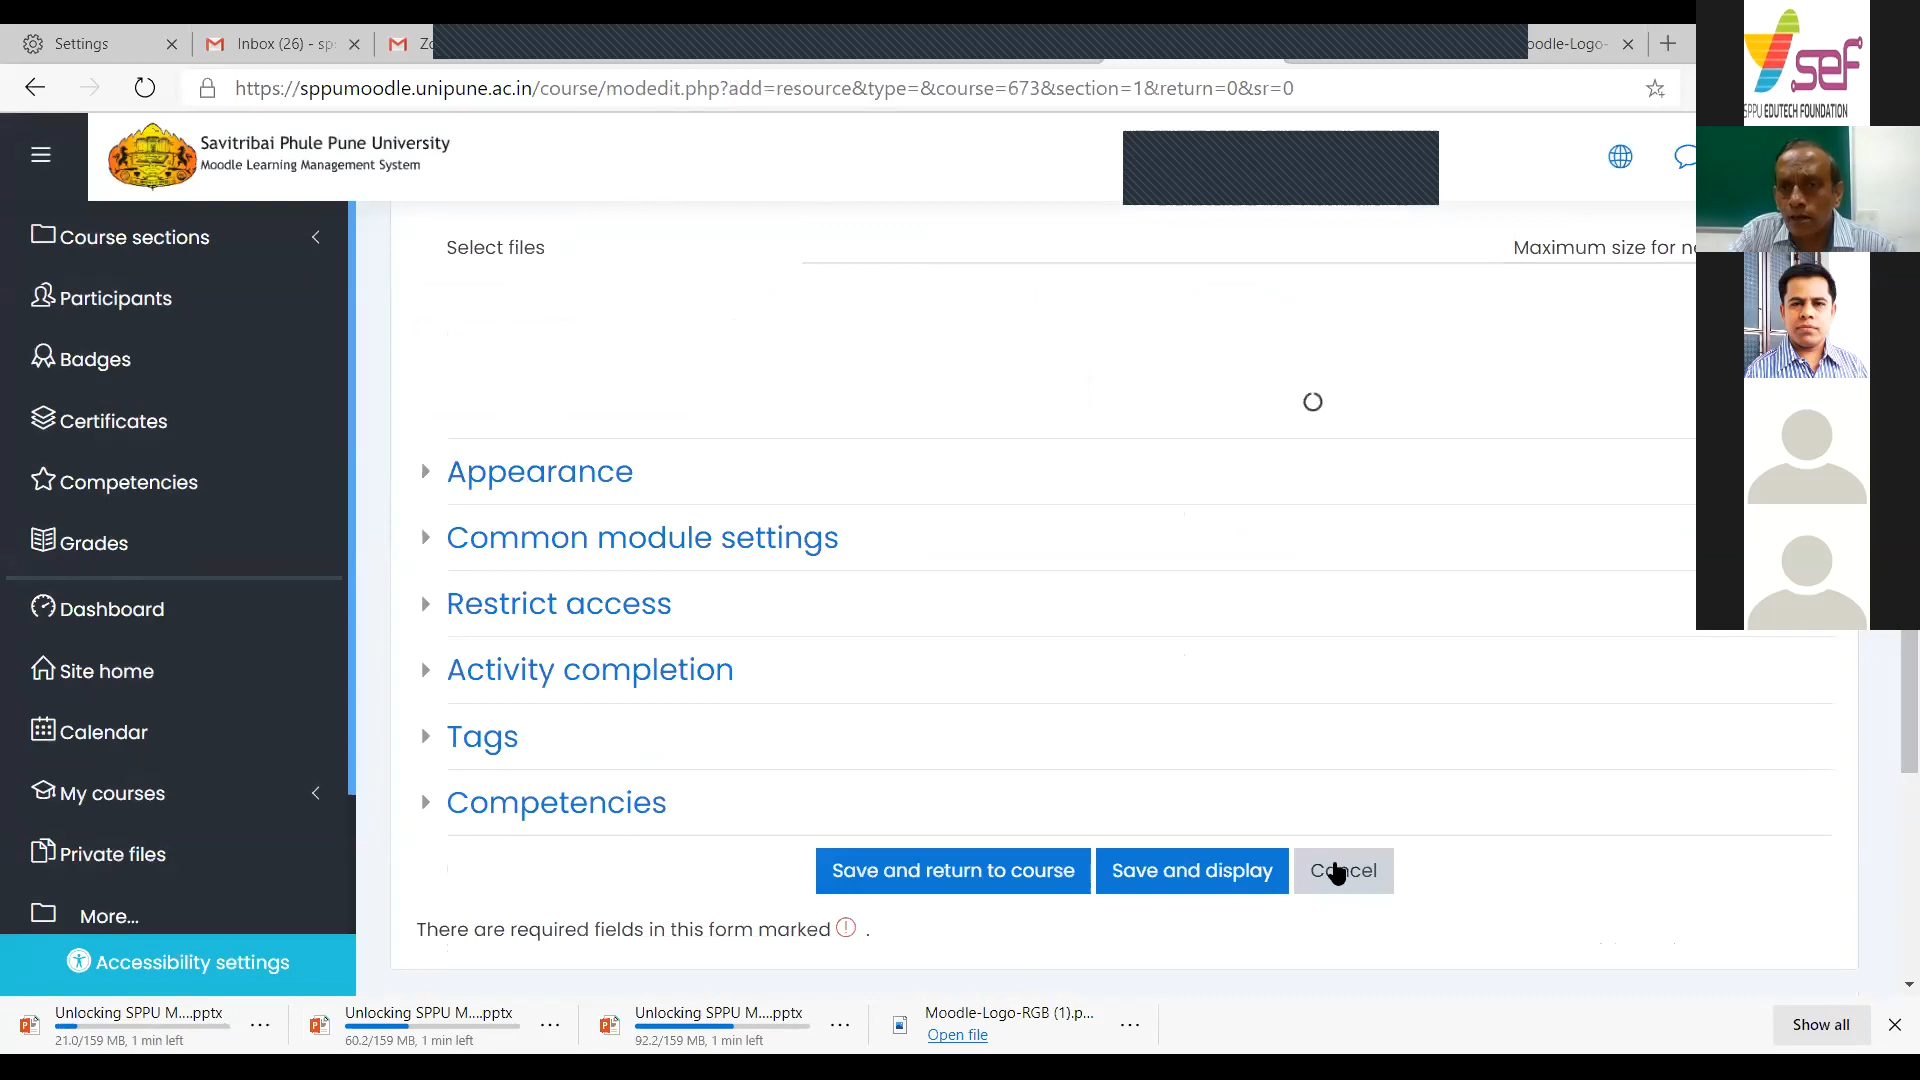 Settings
Inbox (26) - sp
Zo
oodle-Logo-
https://sppumoodle.unipune.ac.in/course/modedit.php?add=resource&type=&course=673&section=1&return=0&sr=0
sef
SPPU EDUTECH FOUNDATION
Savitribai Phule Pune University
Moodle Learning Management System
Course sections
Participants
Badges
Certificates
Competencies
Grades
Dashboard
Site home
Calendar
My courses
Private files
More...
Accessibility settings
Select files
Maximum size for ne
Appearance
Common module settings
Restrict access
Activity completion
Tags
Competencies
Save and return to course
Save and display
Cancel
There are required fields in this form marked .
Unlocking SPPU M....pptx
21.0/159 MB, 1 min left
Unlocking SPPU M....pptx
60.2/159 MB, 1 min left
Unlocking SPPU M....pptx
92.2/159 MB, 1 min left
Moodle-Logo-RGB (1).p...
Open file
Show all